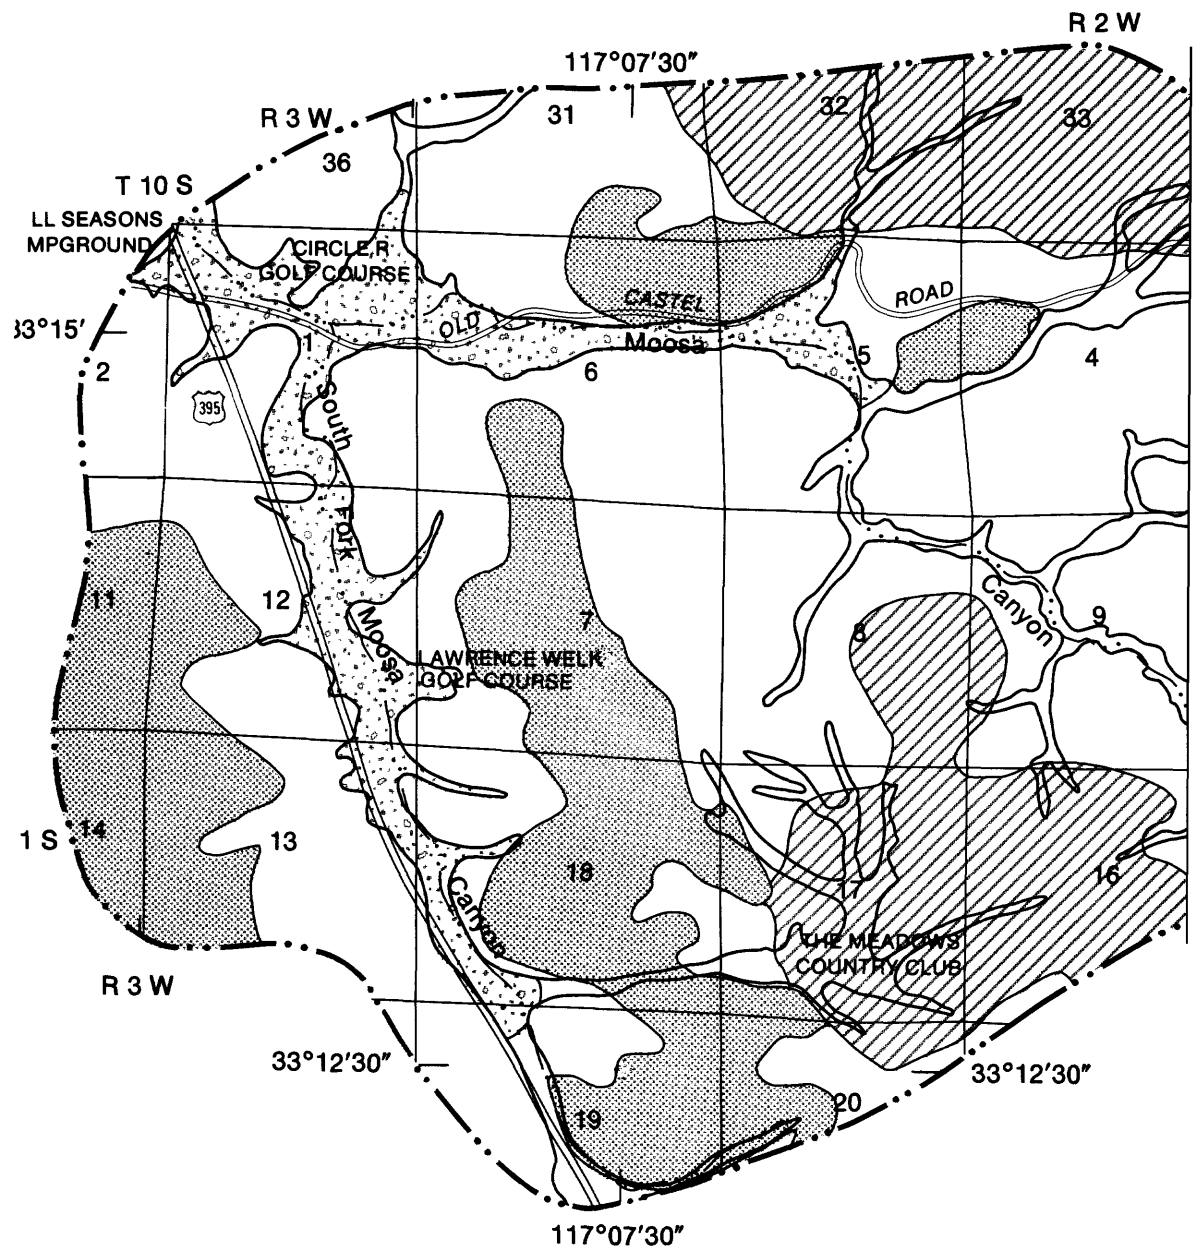 R 2 W
117°07'30"
R 3 W
31
32
33
36
T 10 S
LL SEASONS
MPGROUND
CIRCLE R
GOLF COURSE
CASTEL
ROAD
OLD
33°15'
1
Moosa
5
4
2
6
395
South
Fork
11
12
7
Canyon
9
8
Moosa
LAWRENCE WELK
GOLF COURSE
14
1 S
13
18
17
16
Canyon
THE MEADOWS
COUNTRY CLUB
R 3 W
33°12'30"
33°12'30"
19
20
117°07'30"